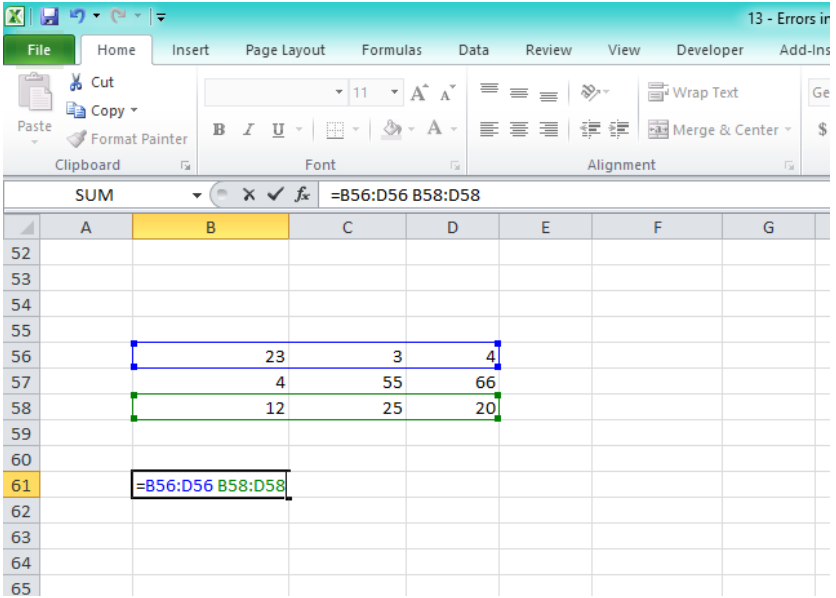 13 - Errors in
File Home Insert Page Layout Formulas Data Review View Developer Add-Ins
Cut
Copy
Format Painter
Paste
11 A A
B I U A
Wrap Text
Merge & Center
Ge
$
Clipboard Font Alignment
SUM fx =B56:D56 B58:D58
A B C D E F G
52
53
54
55
56 23 3 4
57 4 55 66
58 12 25 20
59
60
61 =B56:D56 B58:D58
62
63
64
65